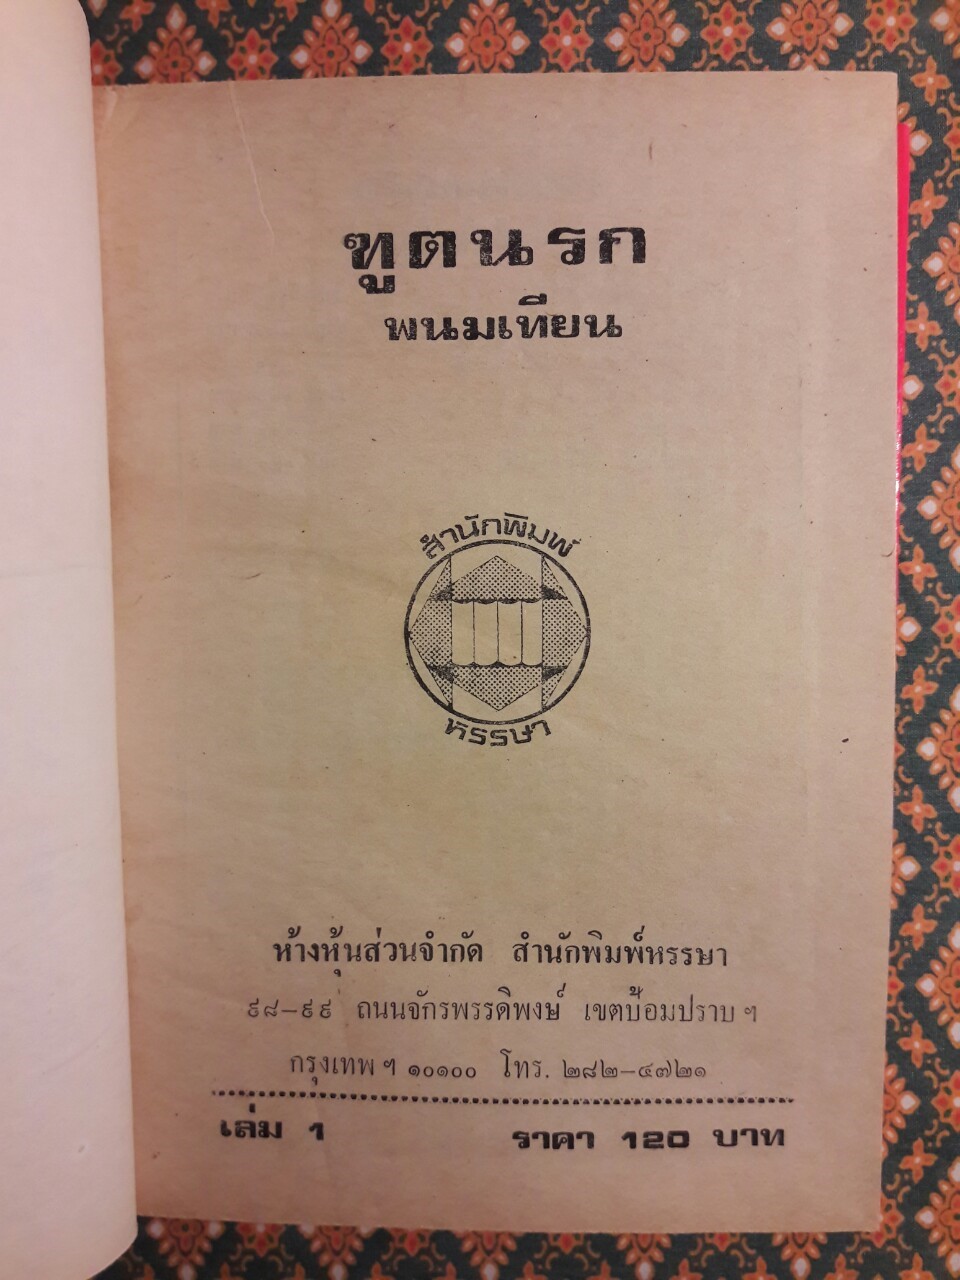 ฑูตนรก
พนมเทียน
สำนักพิมพ์
หรรษา
ห้างหุ้นส่วนจำกัด สำนักพิมพ์หรรษา
๙๘–๙๙ ถนนจักรพรรดิพงษ์ เขตป้อมปราบ ฯ
กรุงเทพ ฯ ๑๐๑๐๐ โทร. ๒๘๒–๔๗๒๑
เล่ม 1 ราคา 120 บาท